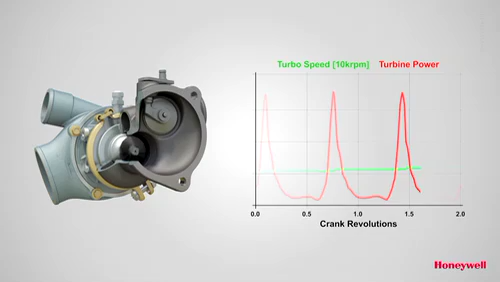 Turbo Speed [10krpm] Turbine Power
0.0 0.5 1.0 1.5 2.0
Crank Revolutions
Honeywell